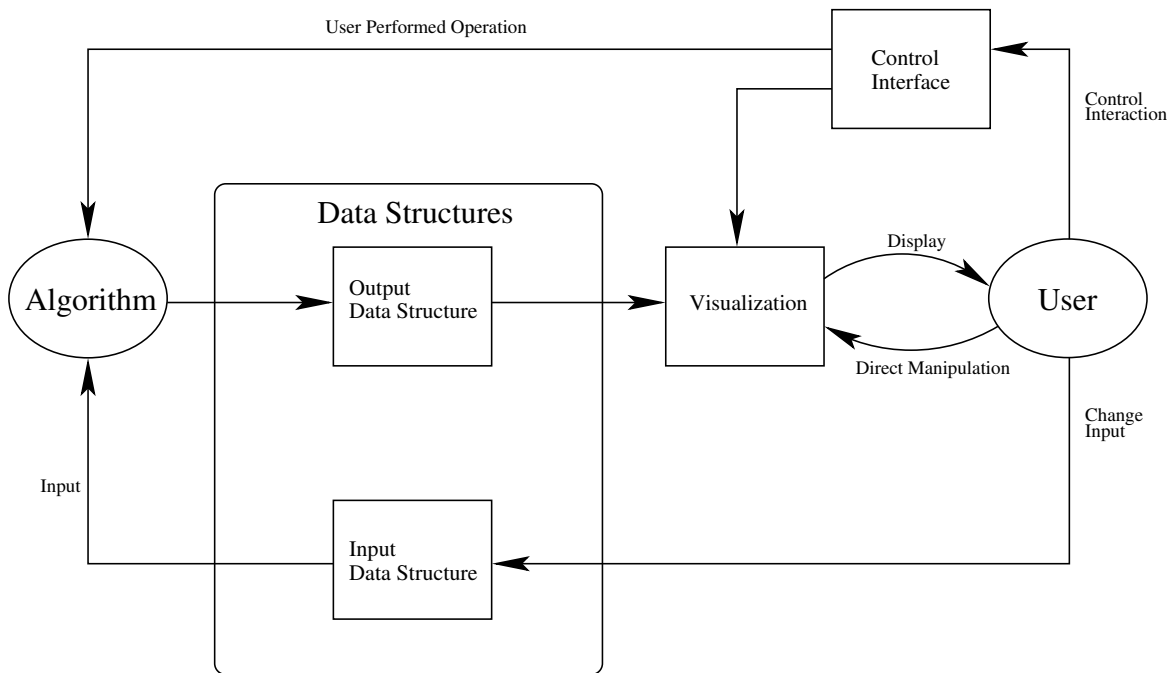 User Performed Operation
Control
Interface
Control
Interaction
Data Structures
Algorithm
Output
Data Structure
Visualization
Display
User
Direct Manipulation
Change
Input
Input
Input
Data Structure